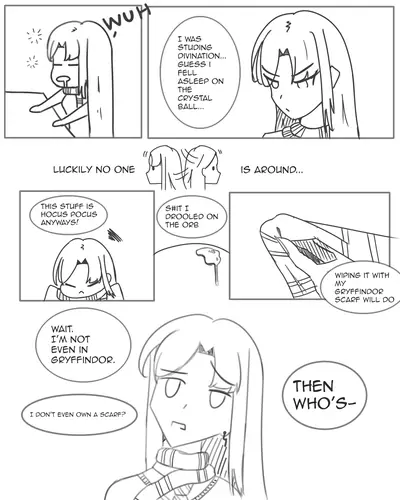 WUH
I WAS
STUDING
DIVINATION...
GUESS I
FELL
ASLEEP ON
THE
CRYSTAL
BALL...
LUCKILY NO ONE
IS AROUND...
THIS STUFF IS
HOCUS POCUS
ANYWAYS!
S#IT I
DROOLED ON
THE ORB
WIPING IT WITH
MY
GRYFFINDOR
SCARF WILL DO
WAIT.
I'M NOT
EVEN IN
GRYFFINDOR.
I DON'T EVEN OWN A SCARF?
THEN
WHO'S-